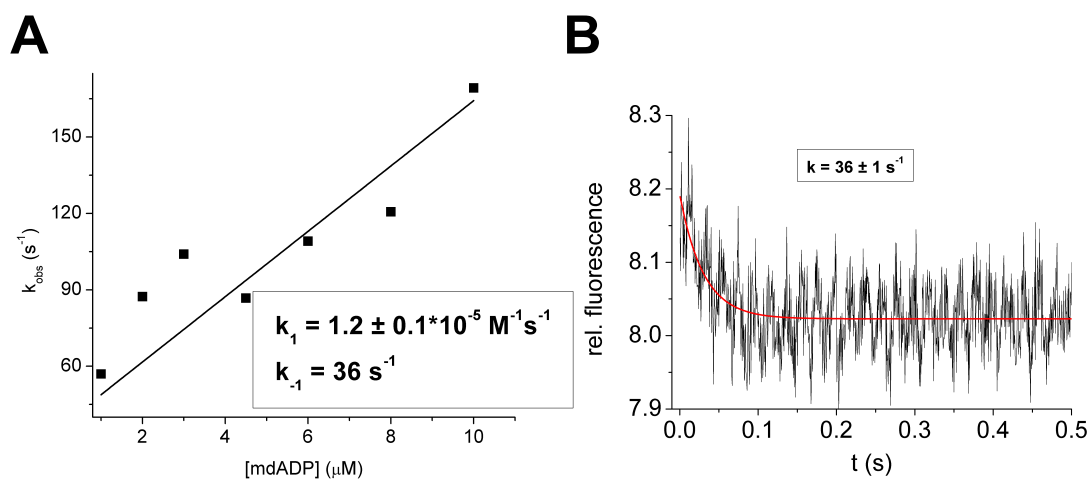 A
k_obs (s⁻¹)
150
120
90
60
k₁ = 1.2 ± 0.1*10⁻⁵ M⁻¹s⁻¹
k₋₁ = 36 s⁻¹
2 4 6 8 10
[mdADP] (μM)
B
rel. fluorescence
8.3
8.2
8.1
8.0
7.9
k = 36 ± 1 s⁻¹
0.0 0.1 0.2 0.3 0.4 0.5
t (s)